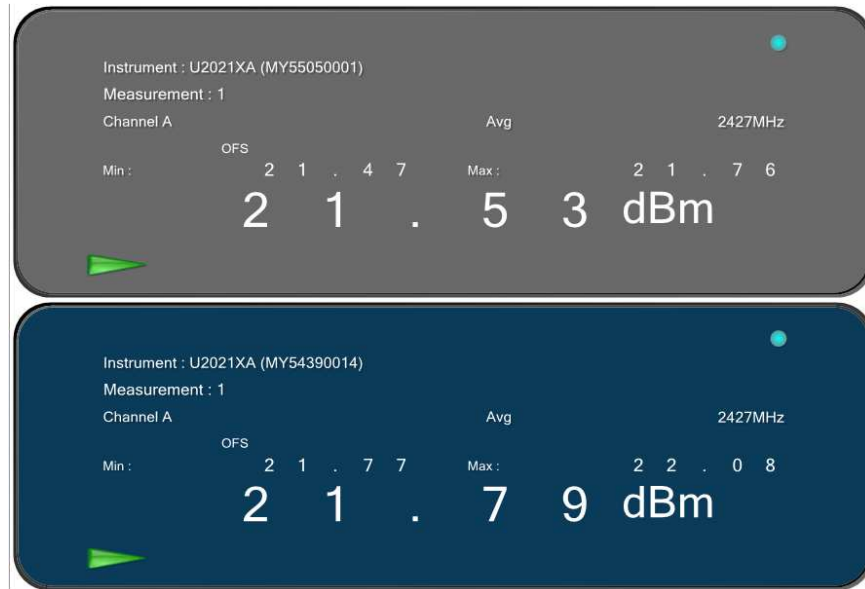 Instrument : U2021XA (MY55050001)
Measurement : 1
Channel A Avg 2427MHz
OFS
Min : 21.47 Max : 21.76
21.53 dBm
Instrument : U2021XA (MY54390014)
Measurement : 1
Channel A Avg 2427MHz
OFS
Min : 21.77 Max : 22.08
21.79 dBm